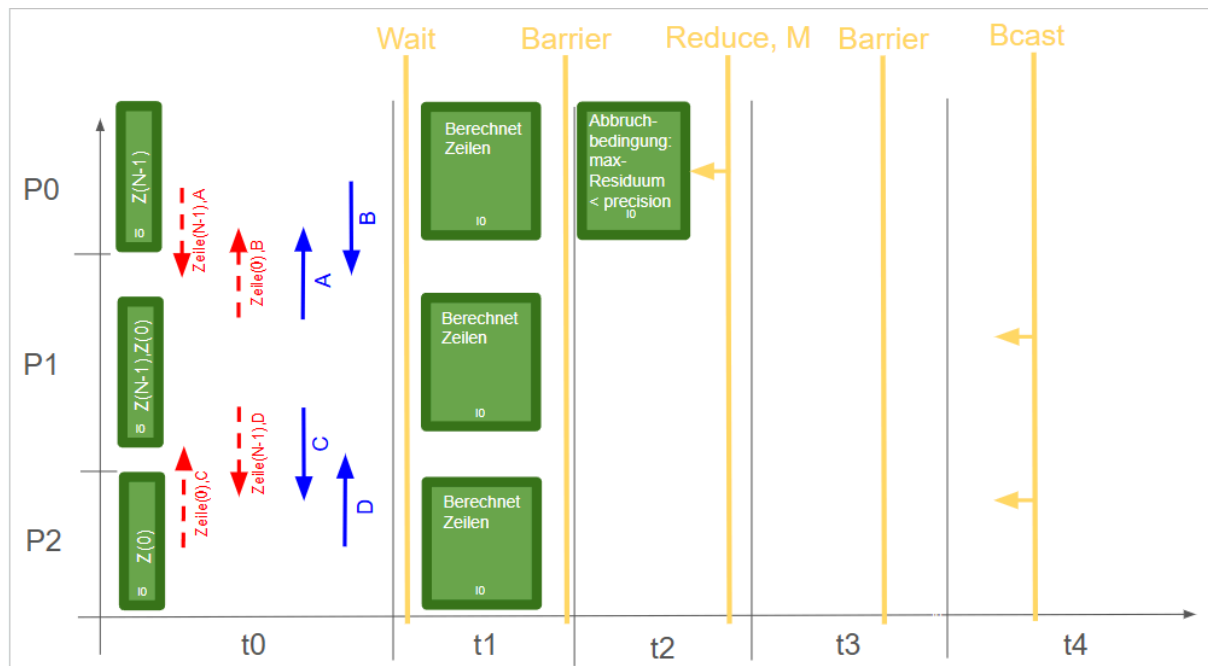 Wait
Barrier
Reduce, M
Barrier
Bcast
P0
Z(N-1)
I0
Zeile(N-1),A
Zeile(0),B
A
B
Berechnet
Zeilen
I0
Abbruch-
bedingung:
max-
Residuum
< precision
I0
P1
Z(N-1),Z(0)
I0
Berechnet
Zeilen
I0
P2
Z(0)
I0
Zeile(0),C
Zeile(N-1),D
C
D
Berechnet
Zeilen
I0
t0
t1
t2
t3
t4